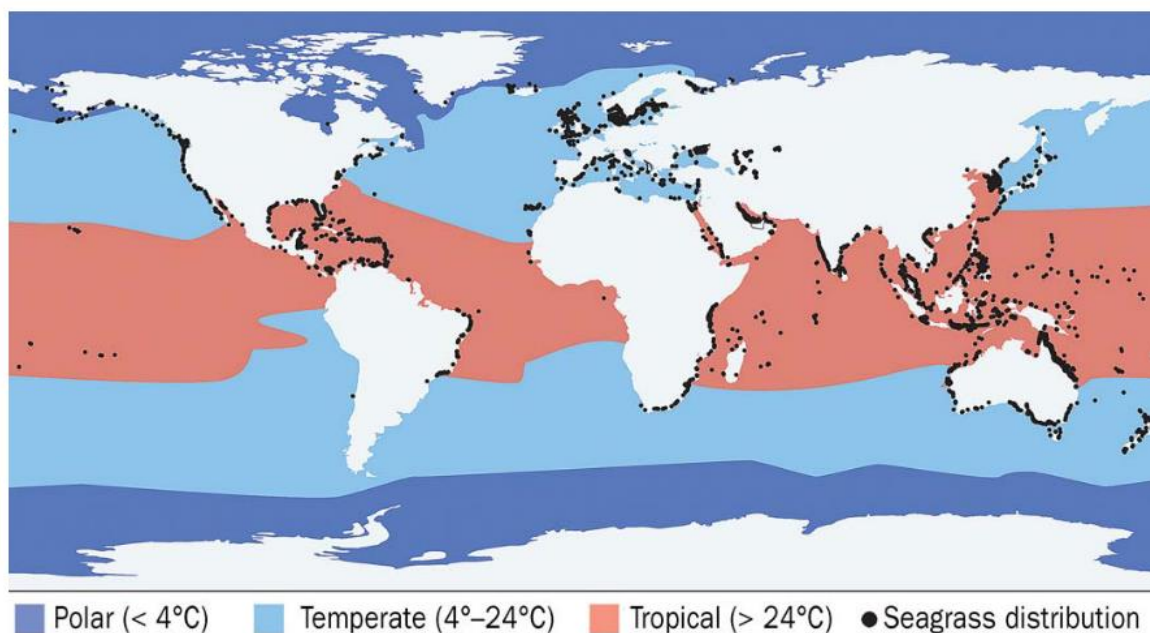 Polar (< 4°C) Temperate (4°–24°C) Tropical (> 24°C) Seagrass distribution